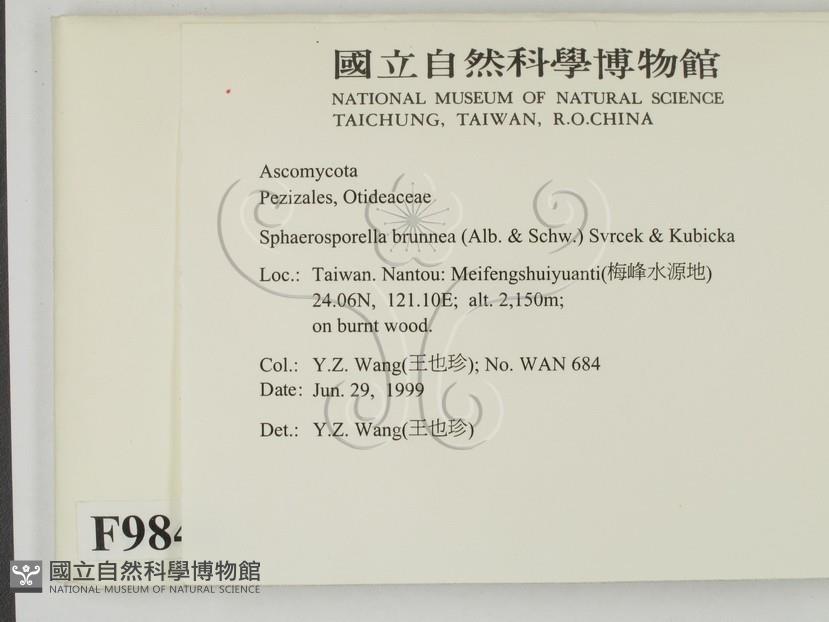 國立自然科學博物館
NATIONAL MUSEUM OF NATURAL SCIENCE
TAICHUNG, TAIWAN, R.O.CHINA
Ascomycota
Pezizales, Otideaceae
Sphaerosporella brunnea (Alb. & Schw.) Svrcek & Kubicka
Loc.: Taiwan. Nantou: Meifengshuiyuanti(梅峰水源地)
24.06N, 121.10E; alt. 2,150m;
on burnt wood.
Col.: Y.Z. Wang(王也珍); No. WAN 684
Date: Jun. 29, 1999
Det.: Y.Z. Wang(王也珍)
F984
國立自然科學博物館
NATIONAL MUSEUM OF NATURAL SCIENCE